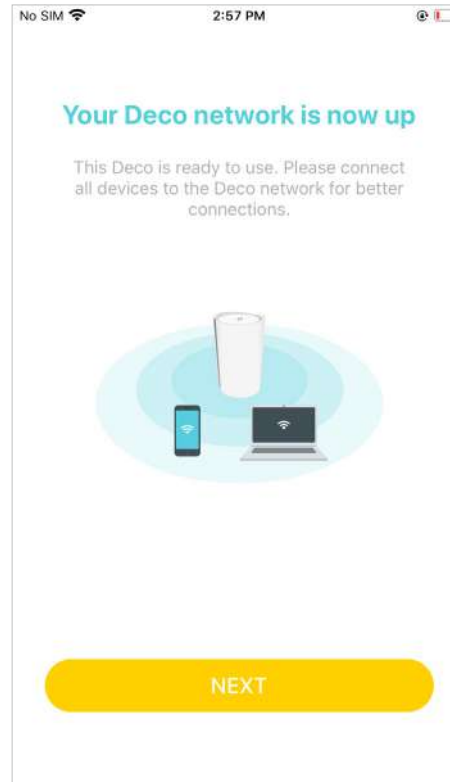 No SIM 2:57 PM
Your Deco network is now up
This Deco is ready to use. Please connect
all devices to the Deco network for better
connections.
NEXT